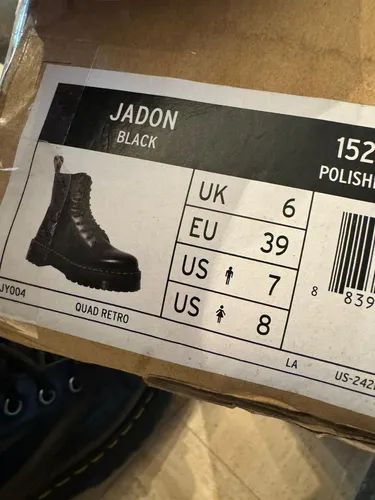 JADON
BLACK
152
POLISH
UK 6
EU 39
US 7
US 8
8 839
JY004
QUAD RETRO
LA
US-242